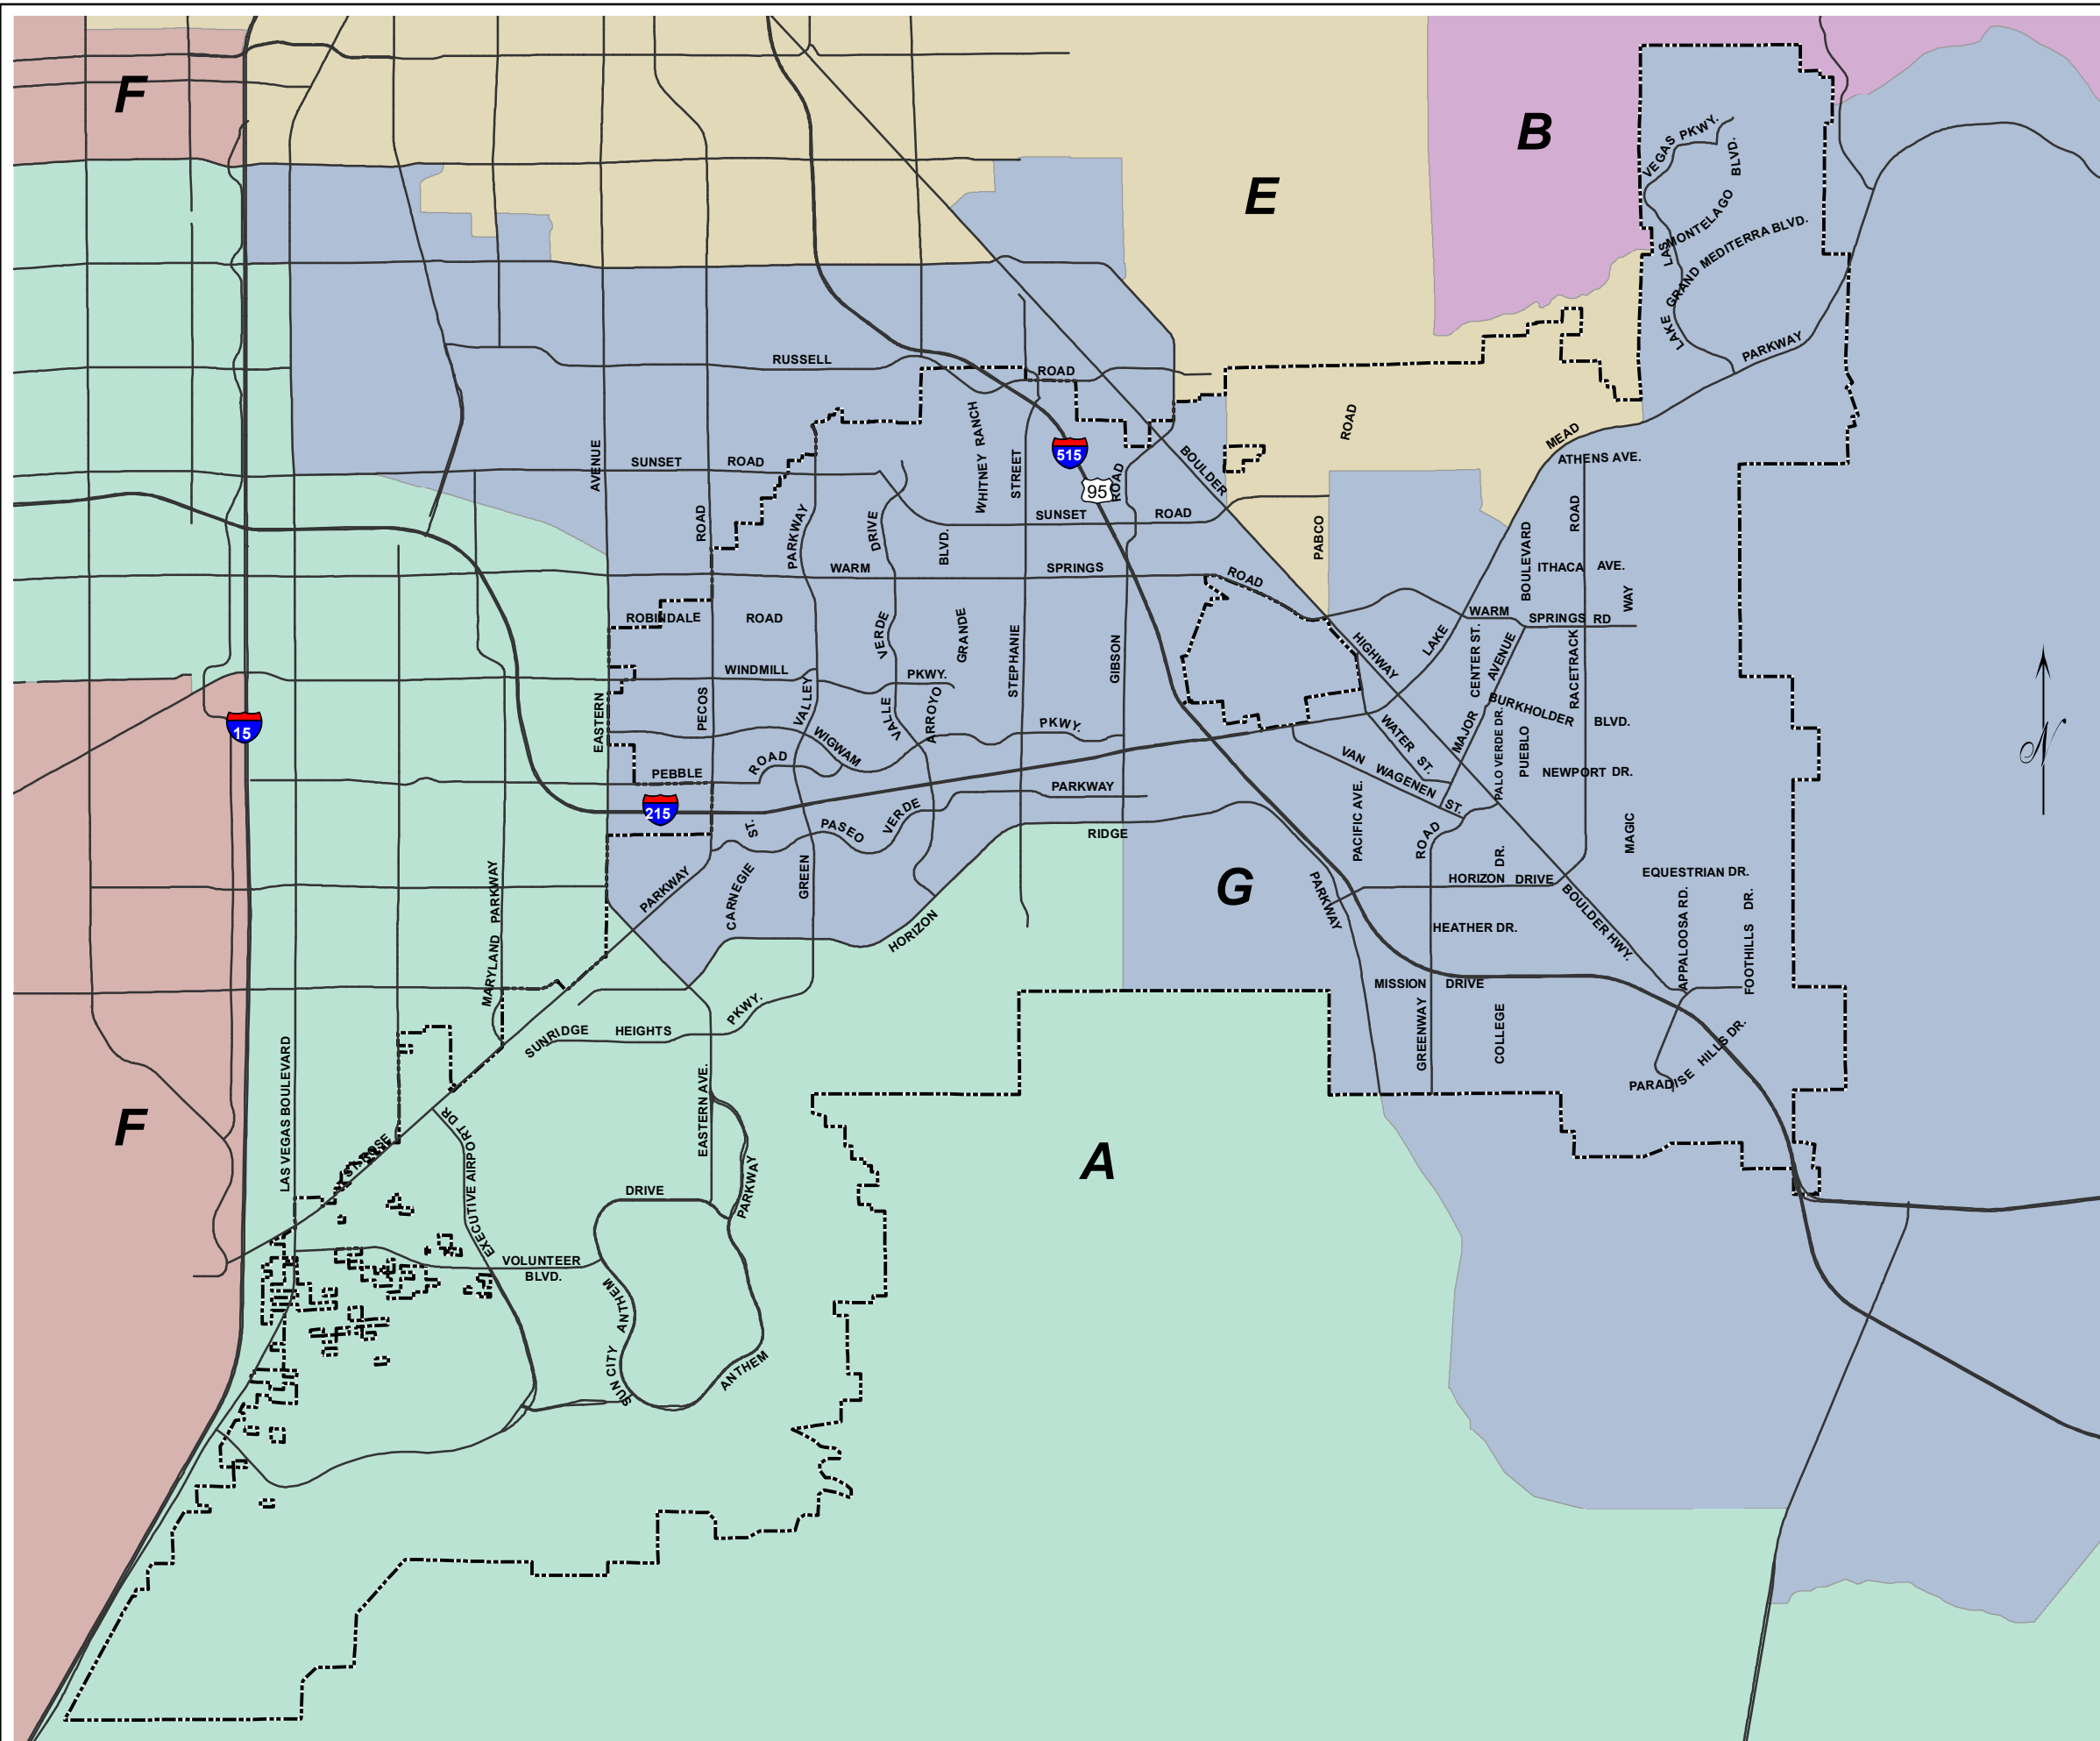 F
B
E
VEGAS PKWY.
BLVD.
MONTELAGO
LAS
GRAND MEDITERRA BLVD.
LAKE
PARKWAY
RUSSELL
ROAD
ROAD
MEAD
ATHENS AVE.
AVENUE
SUNSET
ROAD
WHITNEY RANCH
STREET
515
95
ROAD
BOULDER
SUNSET
ROAD
ROAD
PARKWAY
DRIVE
BLVD.
PABCO
BOULEVARD
ROAD
WARM
SPRINGS
ROAD
ITHACA
AVE.
WAY
ROBINDALE
ROAD
VERDE
GRANDE
STEPHANIE
GIBSON
HIGHWAY
LAKE
WARM
SPRINGS RD
CENTER ST.
AVENUE
RACETRACK
WINDMILL
PKWY.
EASTERN
PECOS
VALLEY
VALLE
ARROYO
PKWY.
WIGWAM
BURKHOLDER
BLVD.
WATER
ST.
MAJOR
PALO VERDE DR.
PUEBLO
15
PEBBLE
ROAD
VAN
WAGENEN
ST.
NEWPORT DR.
215
PARKWAY
ST.
PASEO
VERDE
RIDGE
PACIFIC AVE.
ROAD
MAGIC
MARYLAND
PARKWAY
PARKWAY
CARNEGIE
GREEN
HORIZON
G
PARKWAY
HORIZON
DRIVE
DR.
EQUESTRIAN DR.
HEATHER DR.
BOULDER HWY.
APPALOOSA RD.
FOOTHILLS
DR.
MISSION
DRIVE
GREENWAY
COLLEGE
SUNRIDGE
HEIGHTS
PKWY.
PARADISE
HILLS DR.
LAS VEGAS BOULEVARD
EASTERN AVE.
F
A
ST. ROSE
EXECUTIVE AIRPORT DR
DRIVE
PARKWAY
VOLUNTEER
BLVD.
ANTHEM
SUN CITY
ANTHEM
N